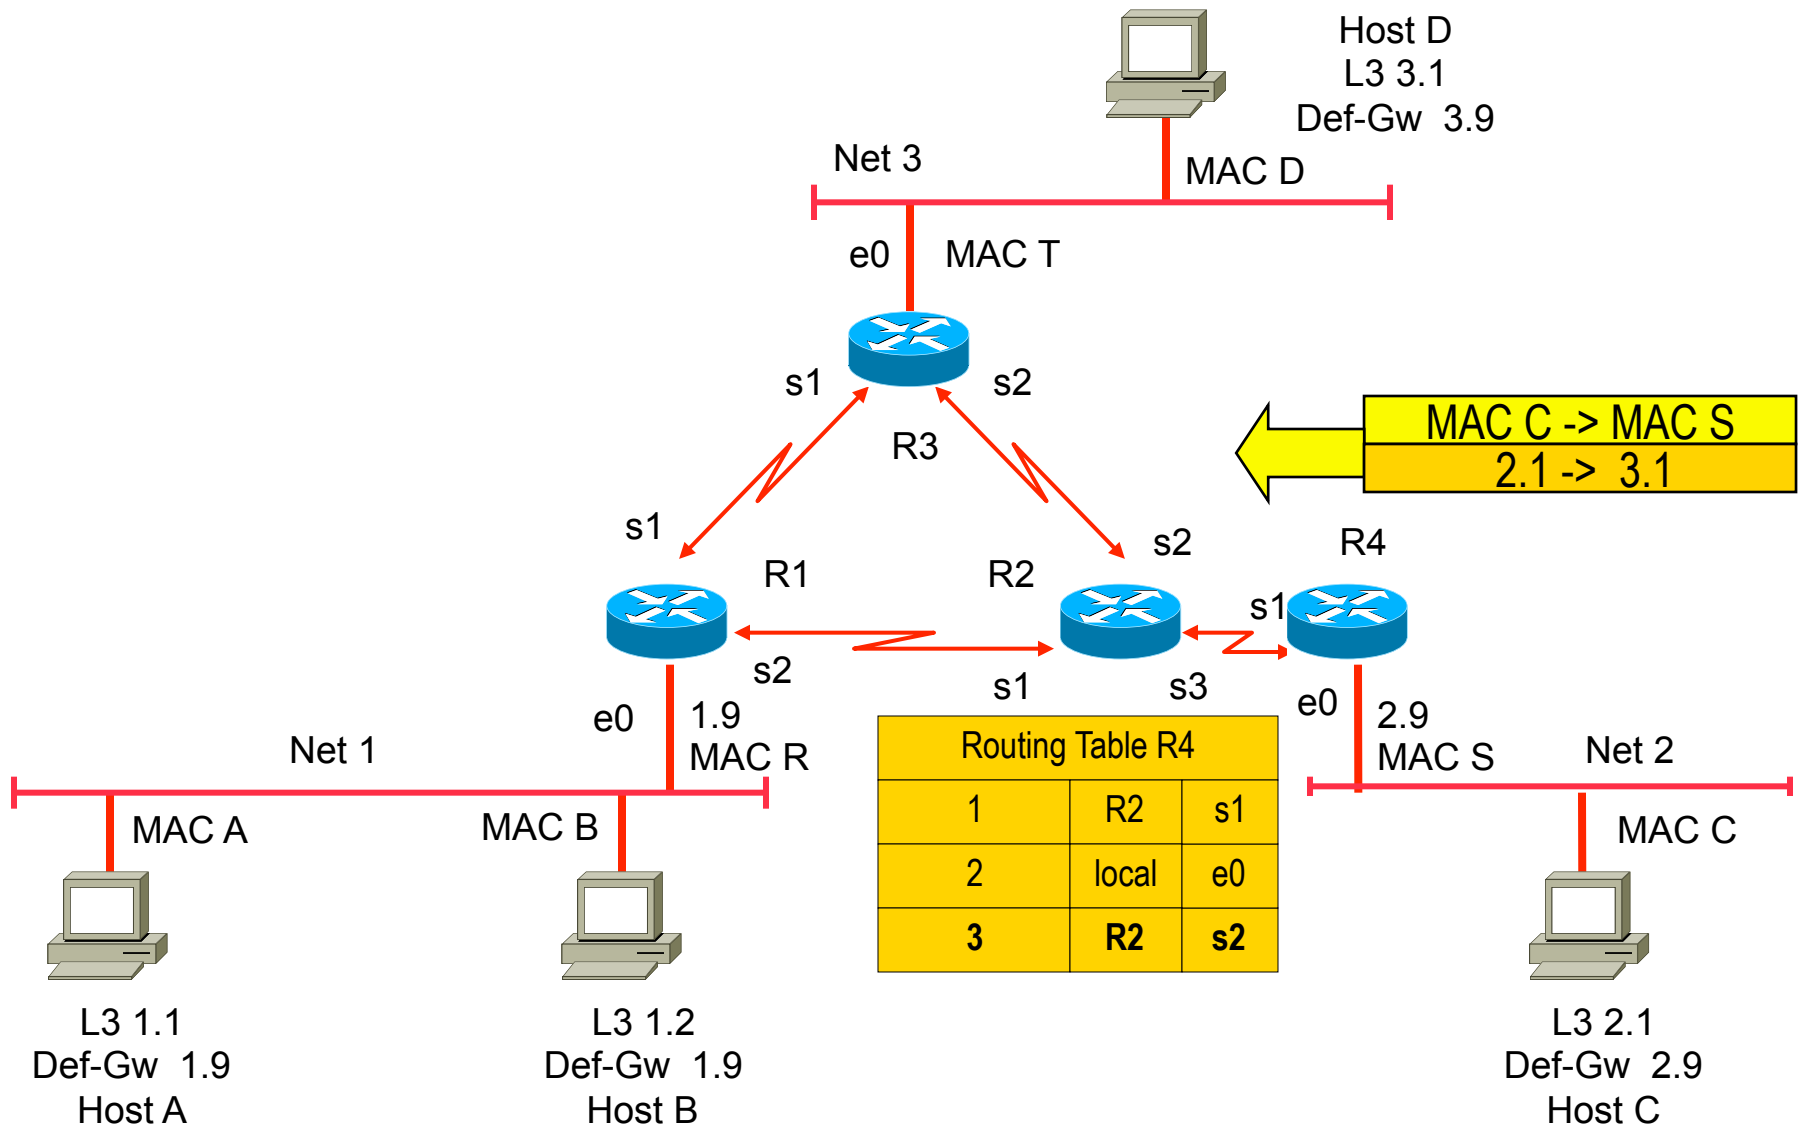 Host D
L3 3.1
Def-Gw 3.9
Net 3
MAC D
e0
MAC T
s1
s2
R3
MAC C -> MAC S
2.1 -> 3.1
s1
s2
R4
R1
R2
s1
s2
s1
s3
e0
1.9
MAC R
e0
2.9
MAC S
Net 1
Net 2
Routing Table R4
1 R2 s1
2 local e0
3 R2 s2
MAC A
MAC B
MAC C
L3 1.1
Def-Gw 1.9
Host A
L3 1.2
Def-Gw 1.9
Host B
L3 2.1
Def-Gw 2.9
Host C